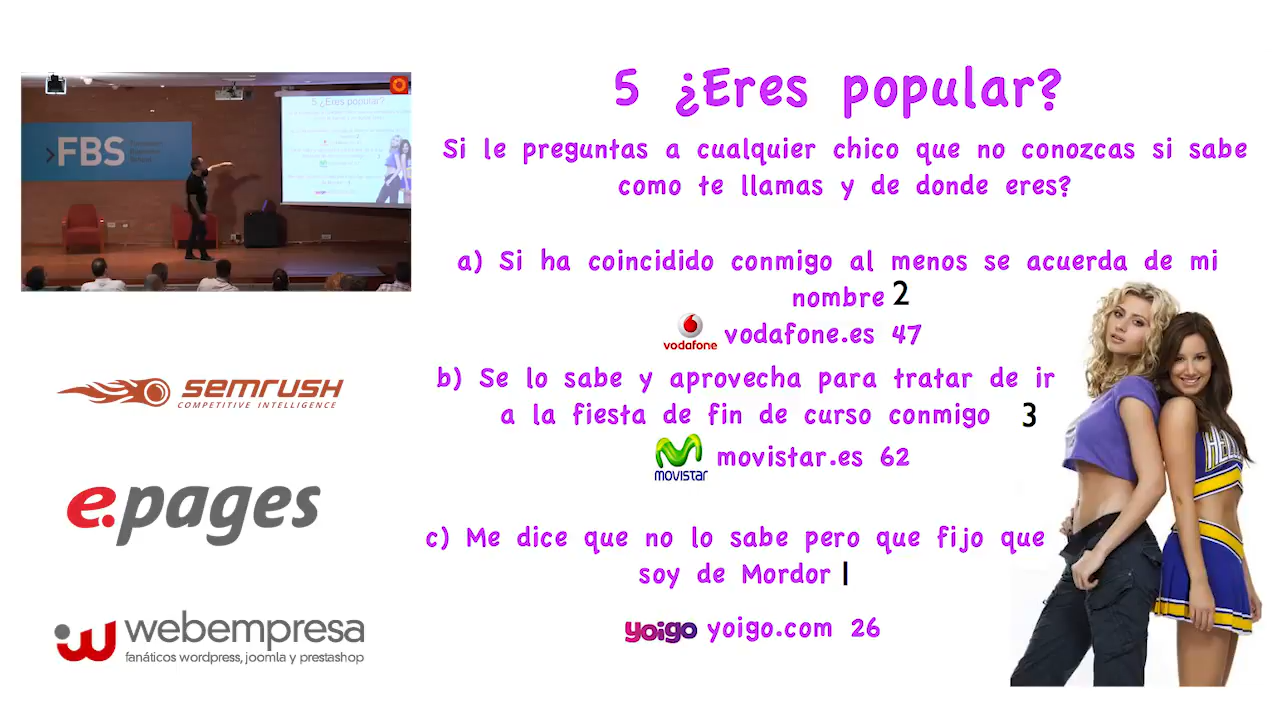 5 ¿Eres popular?
Si le preguntas a cualquier chico que no conozcas si sabe
como te llamas y de donde eres?
a) Si ha coincidido conmigo al menos se acuerda de mi
nombre 2
vodafone
vodafone.es 47
b) Se lo sabe y aprovecha para tratar de ir
a la fiesta de fin de curso conmigo 3
movistar
movistar.es 62
c) Me dice que no lo sabe pero que fijo que
soy de Mordor 1
yoigo yoigo.com 26
FBS
5 ¿Eres popular?
SEMRUSH
COMPETITIVE INTELLIGENCE
e.pages
webempresa
fanáticos wordpress, joomla y prestashop